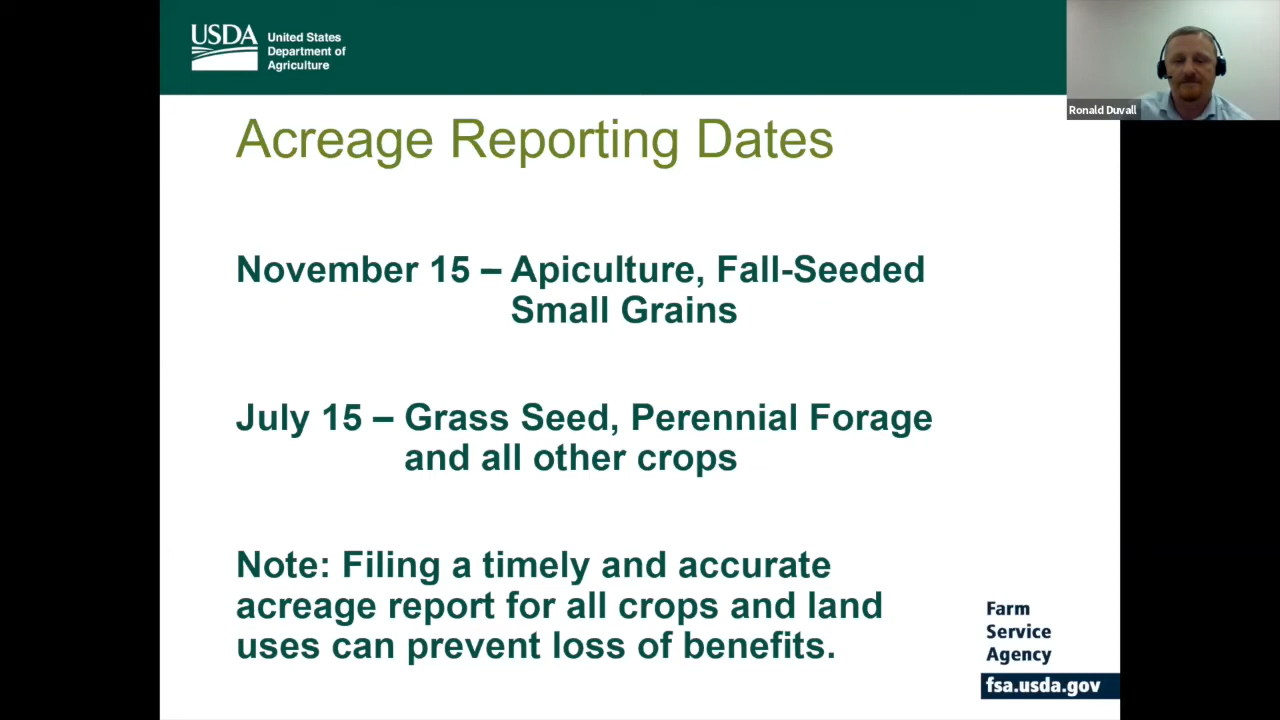 USDA
United States
Department of
Agriculture
Ronald Duvall
Acreage Reporting Dates
November 15 – Apiculture, Fall-Seeded
Small Grains
July 15 – Grass Seed, Perennial Forage
and all other crops
Note: Filing a timely and accurate
acreage report for all crops and land
uses can prevent loss of benefits.
Farm
Service
Agency
fsa.usda.gov